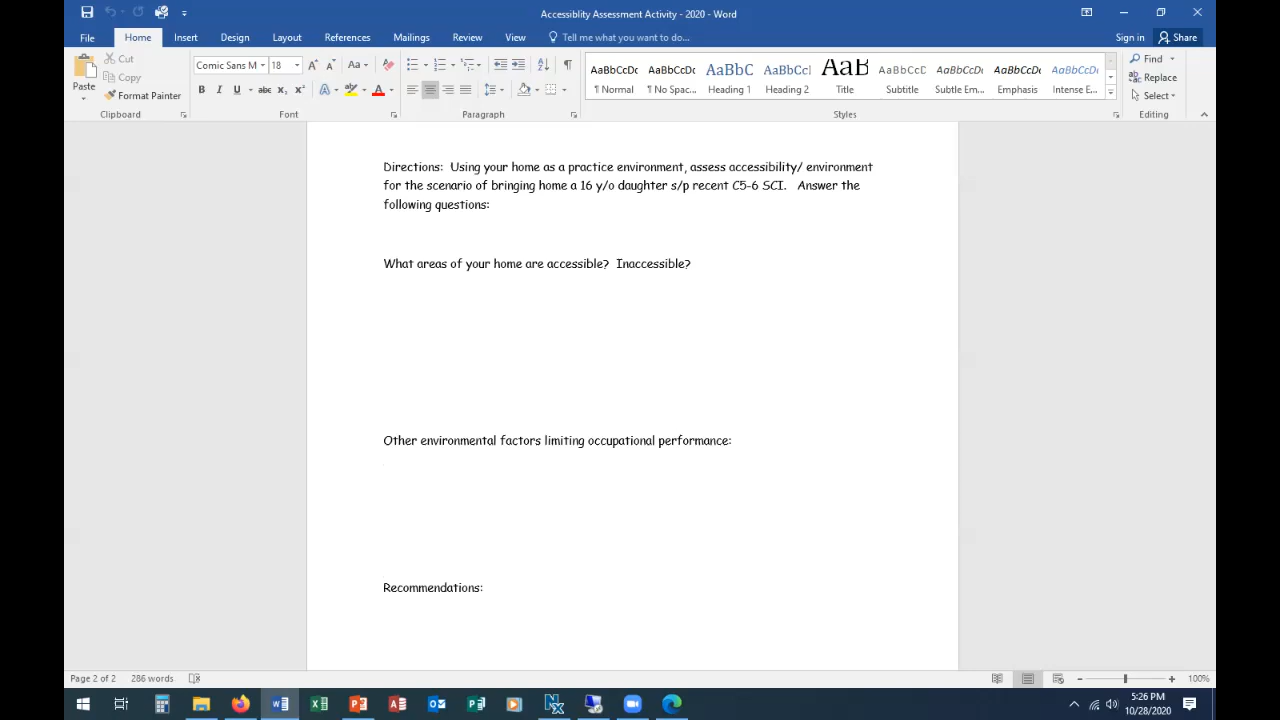 Accessiblity Assessment Activity - 2020 - Word
File Home Insert Design Layout References Mailings Review View Tell me what you want to do... Sign in Share
Paste
Cut
Copy
Format Painter
Clipboard
Comic Sans M 18
Font
Paragraph
AaBbCcDc AaBbCcDc AaBbC AaBbCcI AaB AaBbCcD AaBbCcDc AaBbCcDc AaBbCcDc
¶ Normal ¶ No Spac... Heading 1 Heading 2 Title Subtitle Subtle Em... Emphasis Intense E...
Styles
Find
Replace
Select
Editing
Directions: Using your home as a practice environment, assess accessibility/ environment
for the scenario of bringing home a 16 y/o daughter s/p recent C5-6 SCI. Answer the
following questions:
What areas of your home are accessible? Inaccessible?
Other environmental factors limiting occupational performance:
Recommendations:
Page 2 of 2 286 words 100%
5:26 PM
10/28/2020